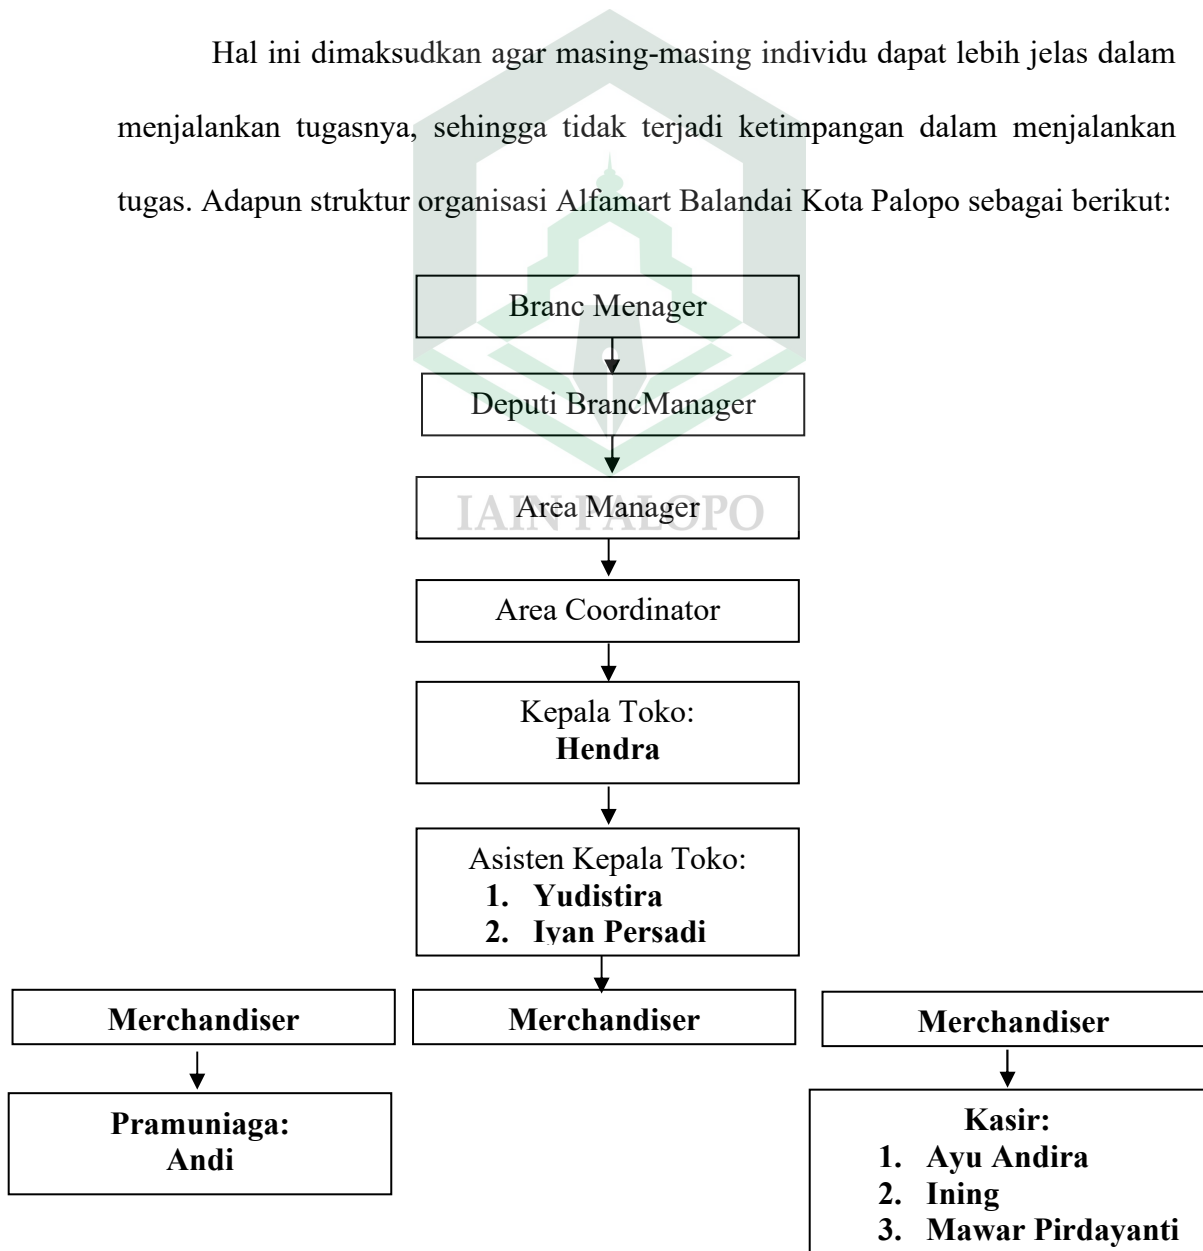 Hal ini dimaksudkan agar masing-masing individu dapat lebih jelas dalam
menjalankan tugasnya, sehingga tidak terjadi ketimpangan dalam menjalankan
tugas. Adapun struktur organisasi Alfamart Balandai Kota Palopo sebagai berikut:
Branc Menager
Deputi BrancManager
Area Manager
IAIN PALOPO
Area Coordinator
Kepala Toko:
Hendra
Asisten Kepala Toko:
1. Yudistira
2. Iyan Persadi
Merchandiser
Merchandiser
Merchandiser
Pramuniaga:
Andi
Kasir:
1. Ayu Andira
2. Ining
3. Mawar Pirdayanti